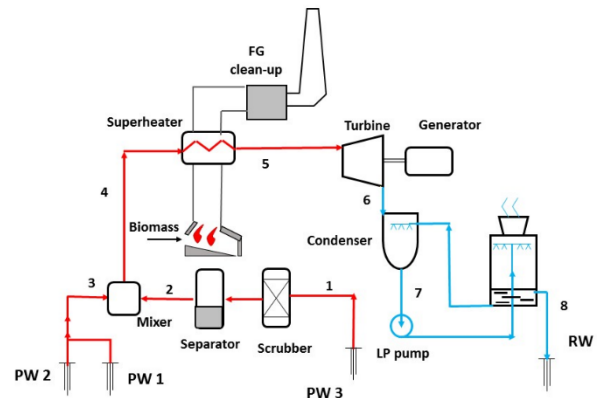 FG
clean-up
Superheater
Turbine
Generator
5
4
6
Biomass
Condenser
3
2
1
7
8
Mixer
Separator
Scrubber
LP pump
RW
PW 2
PW 1
PW 3